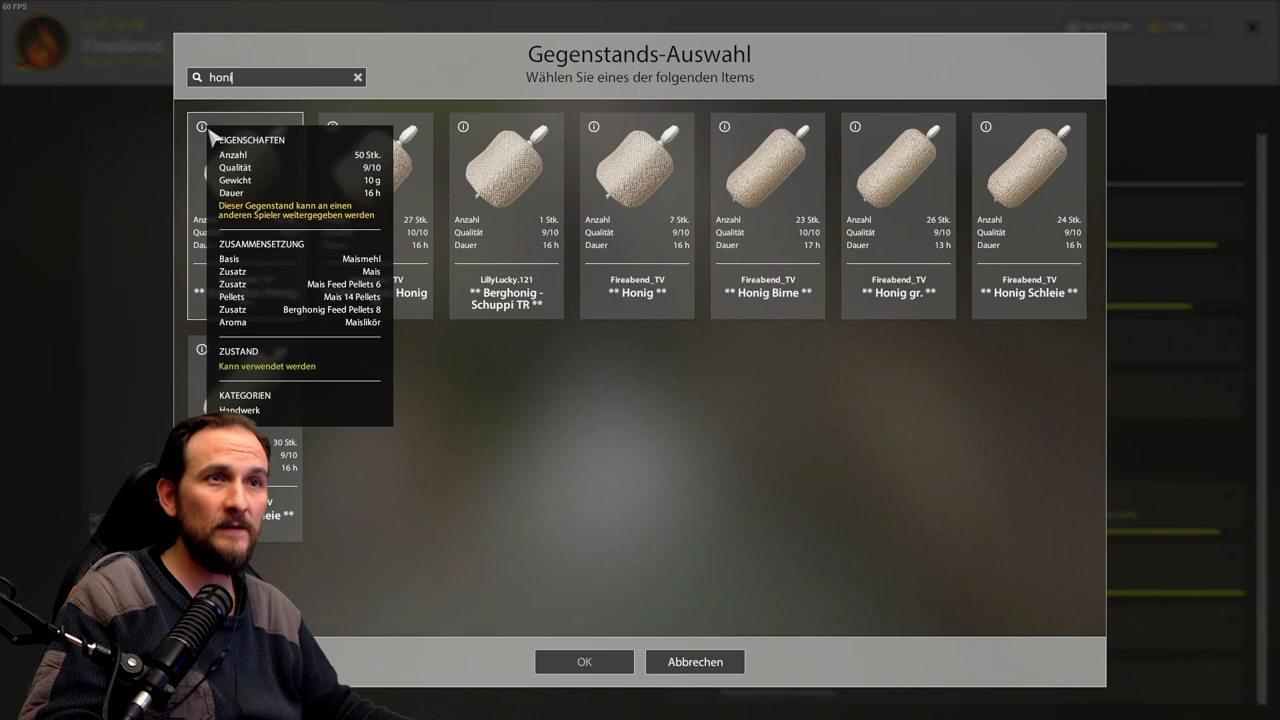 60 FPS
Fireabend
Gegenstands-Auswahl
Wählen Sie eines der folgenden Items
honi
EIGENSCHAFTEN
Anzahl 50 Stk.
Qualität 9/10
Gewicht 10 g
Dauer 16 h
Dieser Gegenstand kann an einen
anderen Spieler weitergegeben werden
ZUSAMMENSETZUNG
Basis Maismehl
Zusatz Mais
Zusatz Mais Feed Pellets 6
Pellets Mais 14 Pellets
Zusatz Berghonig Feed Pellets 8
Aroma Maislikör
ZUSTAND
Kann verwendet werden
KATEGORIEN
Handwerk
Anz
Qua
Dau
**
27 Stk.
10/10
16 h
TV
Honig
Anzahl 1 Stk.
Qualität 9/10
Dauer 16 h
LillyLucky.121
** Berghonig -
Schuppi TR **
Anzahl 7 Stk.
Qualität 9/10
Dauer 16 h
Fireabend_TV
** Honig **
Anzahl 23 Stk.
Qualität 10/10
Dauer 17 h
Fireabend_TV
** Honig Birne **
Anzahl 26 Stk.
Qualität 9/10
Dauer 13 h
Fireabend_TV
** Honig gr. **
Anzahl 24 Stk.
Qualität 9/10
Dauer 16 h
Fireabend_TV
** Honig Schleie **
30 Stk.
9/10
16 h
eie **
OK
Abbrechen